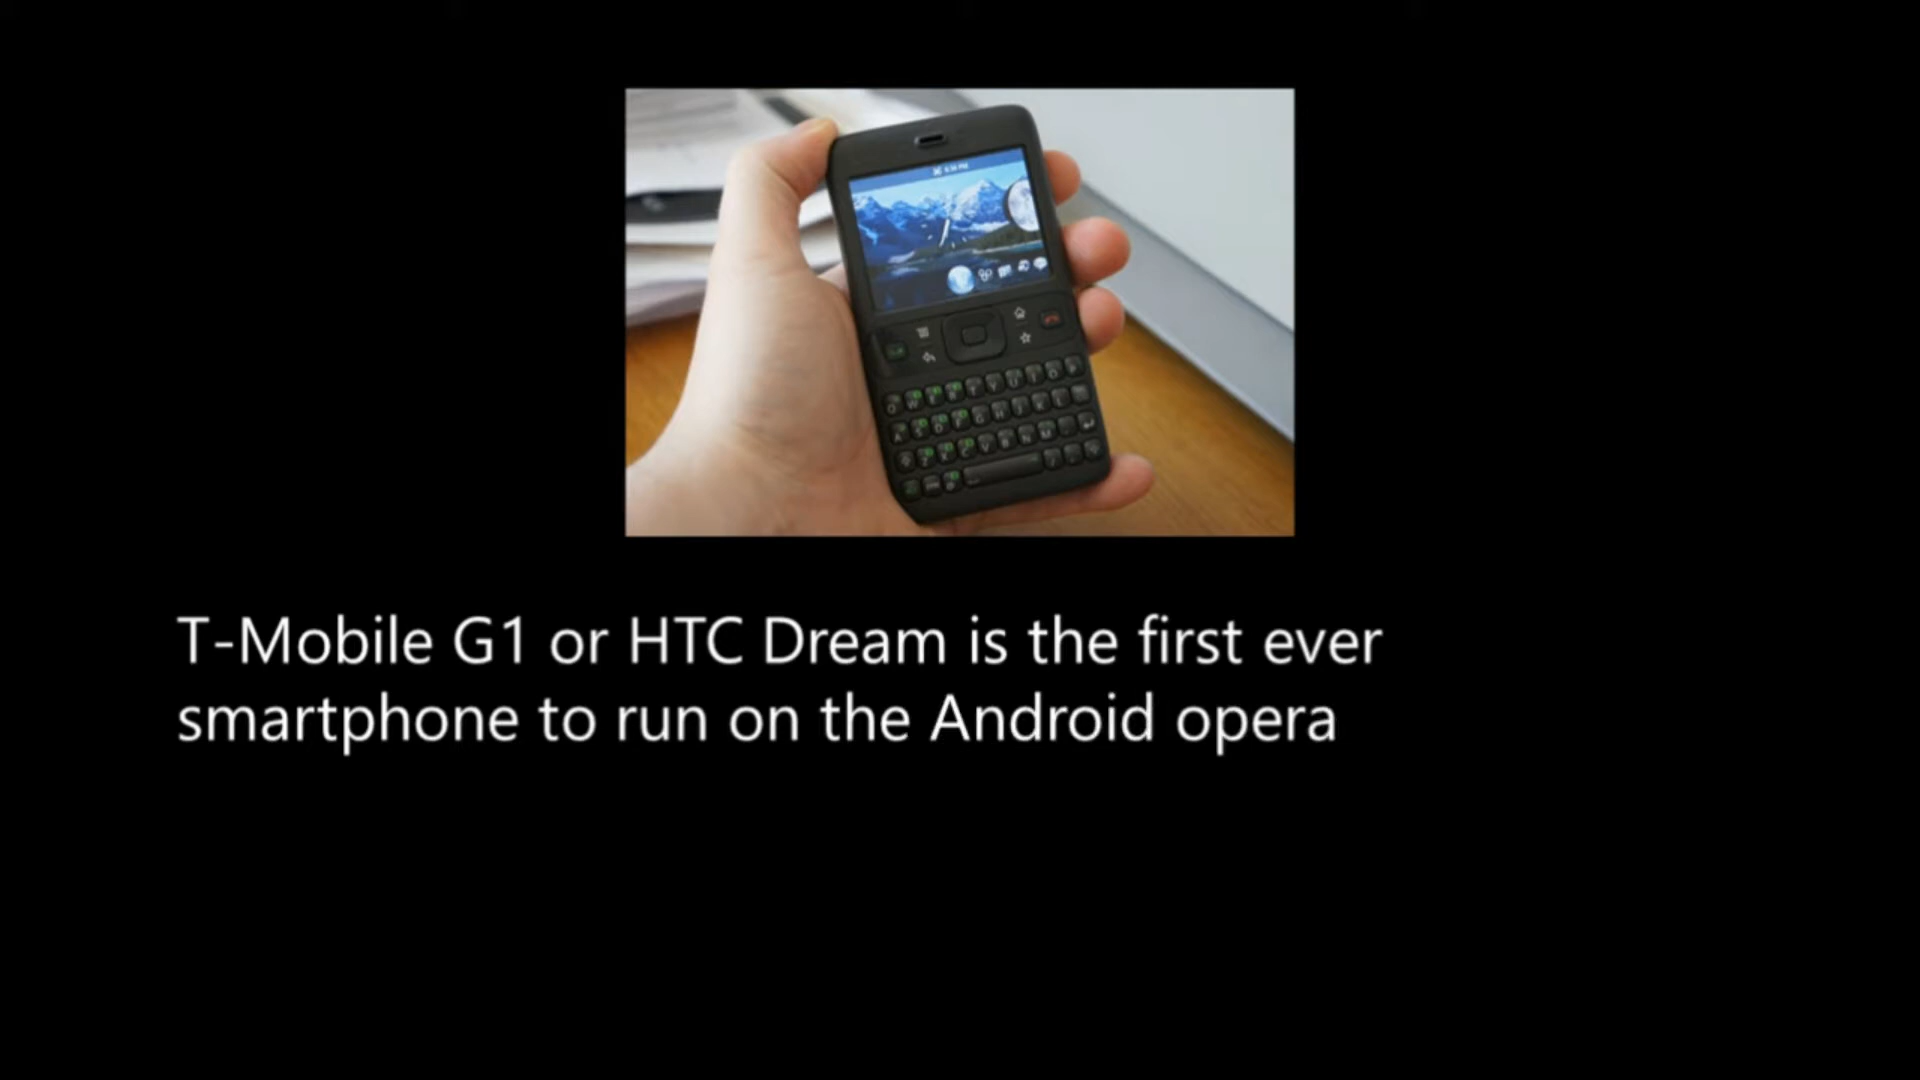 T-Mobile G1 or HTC Dream is the first ever
smartphone to run on the Android opera